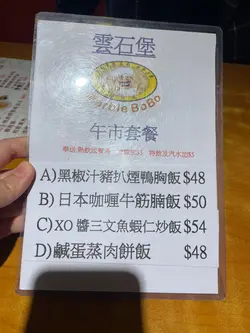 雲石堡
Marble BaBo
午市套餐
A)黑椒汁豬扒煙鴨胸飯$48
B)日本咖喱牛筋腩飯$50
C)XO醬三文魚蝦仁炒飯$54
D)鹹蛋蒸肉餅飯 $48